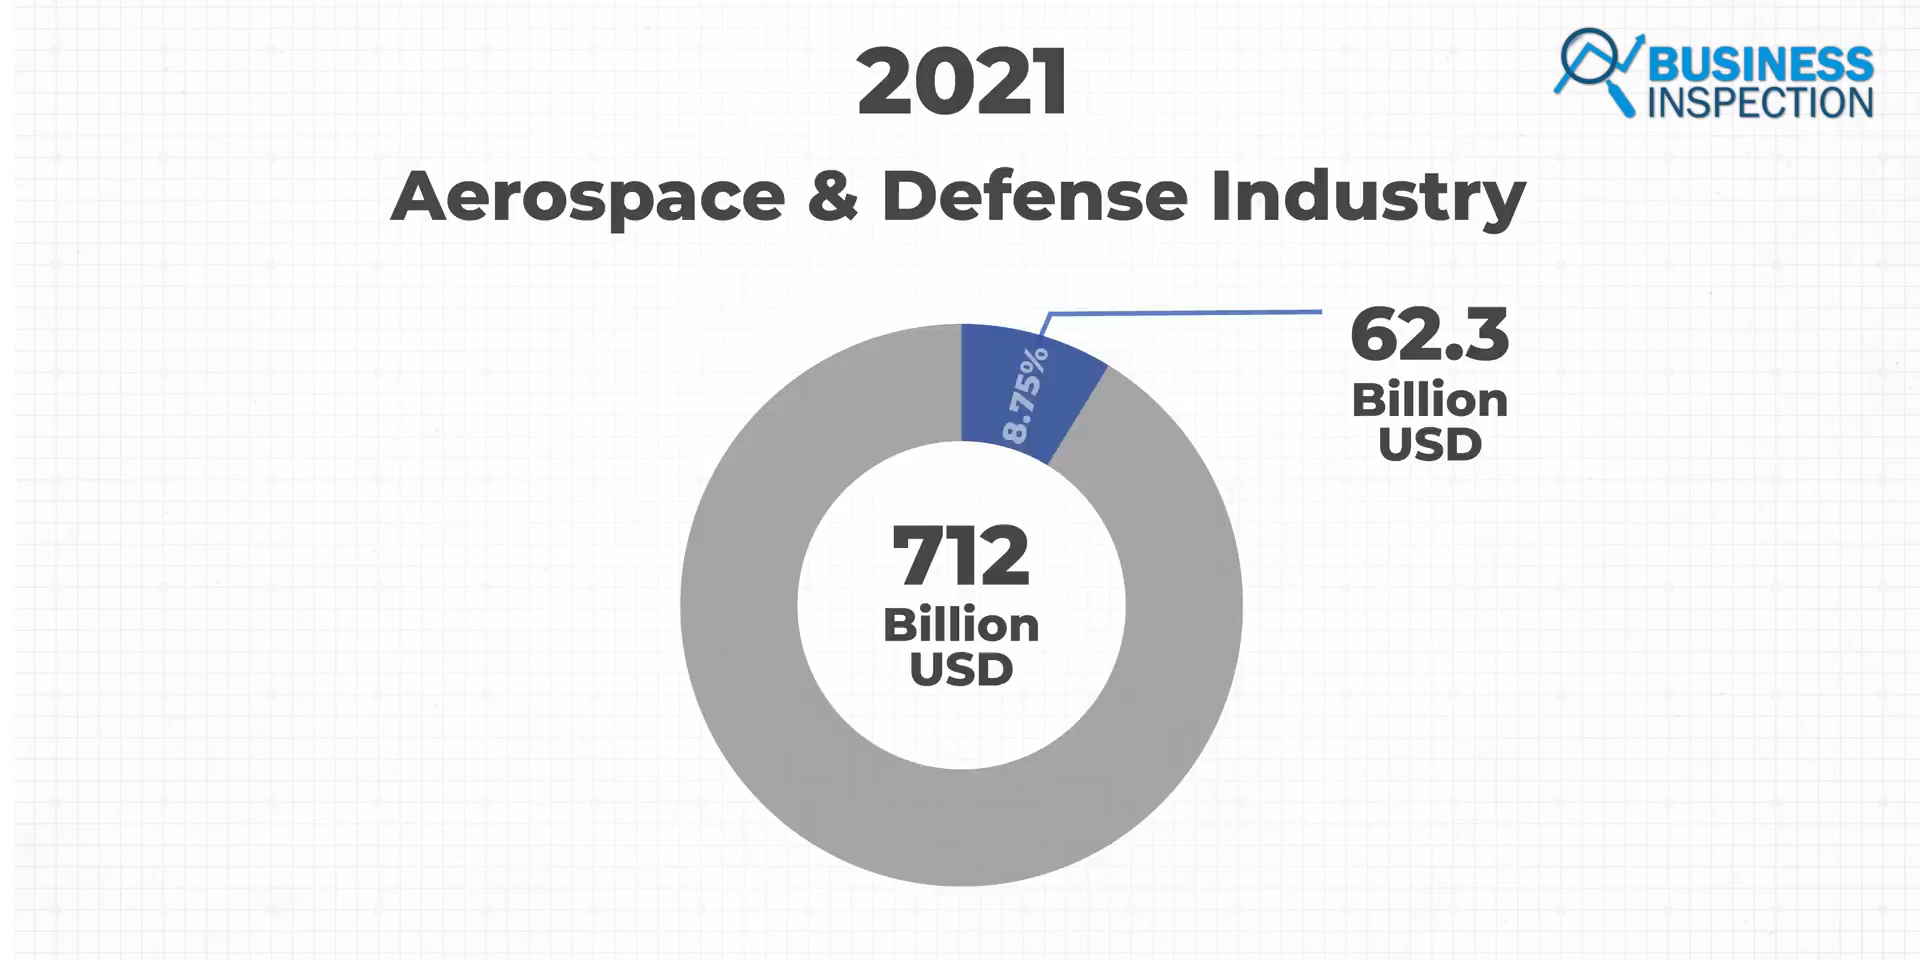 2021
BUSINESS
INSPECTION
Aerospace & Defense Industry
8.75%
62.3
Billion
USD
712
Billion
USD